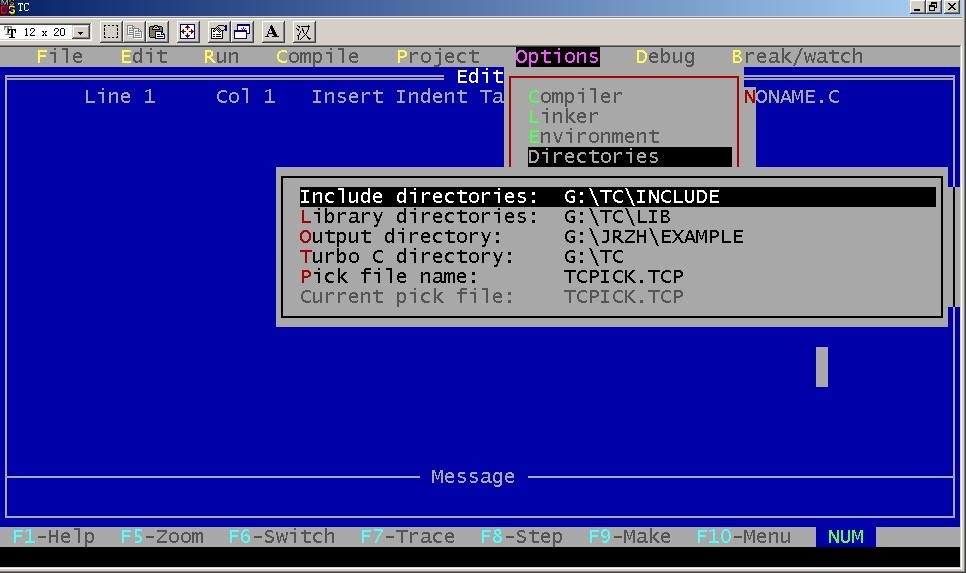 TC
12 x 20
A 汉
File Edit Run Compile Project Options Debug Break/watch
Edit
Line 1 Col 1 Insert Indent Ta NONAME.C
Compiler
Linker
Environment
Directories
Include directories: G:\TC\INCLUDE
Library directories: G:\TC\LIB
Output directory: G:\JRZH\EXAMPLE
Turbo C directory: G:\TC
Pick file name: TCPICK.TCP
Current pick file: TCPICK.TCP
Message
F1-Help F5-Zoom F6-Switch F7-Trace F8-Step F9-Make F10-Menu NUM